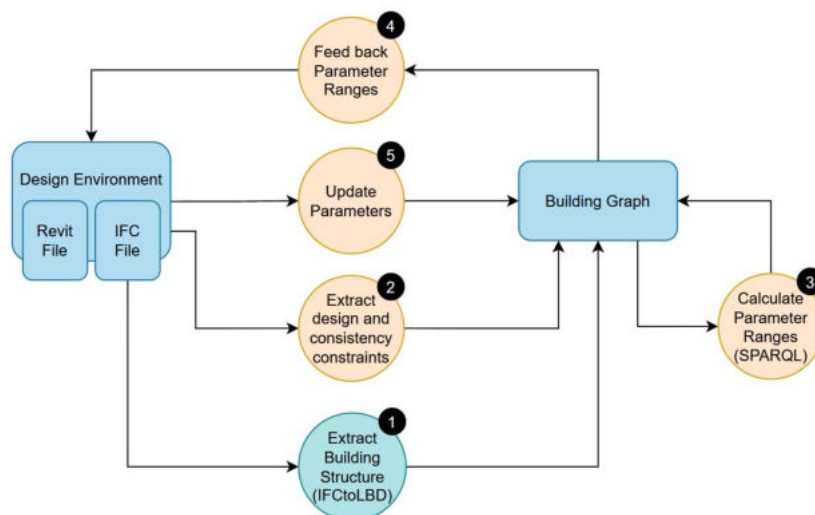 4
Feed back
Parameter
Ranges
Design Environment
Revit
File
IFC
File
5
Update
Parameters
Building Graph
2
Extract
design and
consistency
constraints
3
Calculate
Parameter
Ranges
(SPARQL)
1
Extract
Building
Structure
(IFCtoLBD)